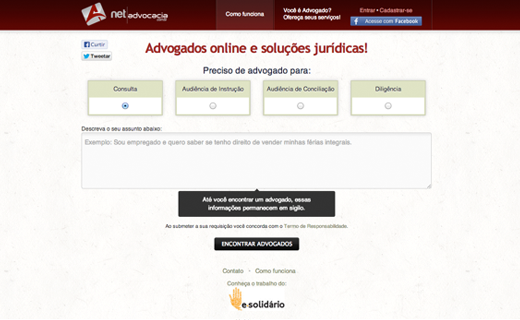 net advocacia
Como funciona
Você é Advogado?
Ofereça seus serviços!
Entrar • Cadastrar-se
Acesse com Facebook
Curtir
Tweetar
Advogados online e soluções jurídicas!
Preciso de advogado para:
Consulta
Audiência de Instrução
Audiência de Conciliação
Diligência
Descreva o seu assunto abaixo:
Exemplo: Sou empregado e quero saber se tenho direito de vender minhas férias integrais.
Até você encontrar um advogado, essas
informações permanecem em sigilo.
Ao submeter a sua requisição você concorda com o Termo de Responsabilidade.
ENCONTRAR ADVOGADOS
Contato • Como funciona
Conheça o trabalho do:
e solidário